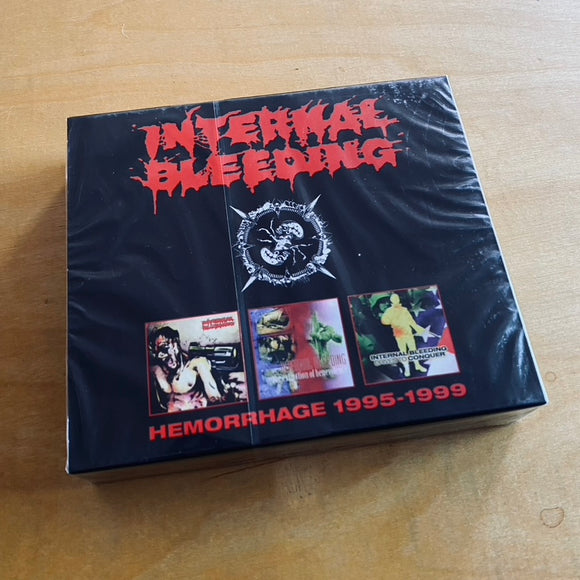 INTERNAL
BLEEDING
INTERNAL BLEEDING
CONQUER
HEMORRHAGE 1995-1999